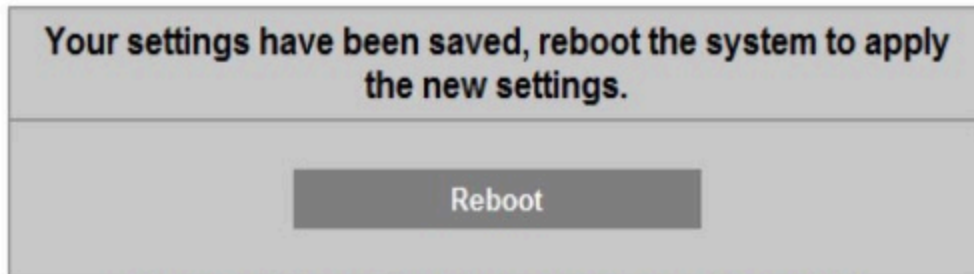 Your settings have been saved, reboot the system to apply
the new settings.
Reboot